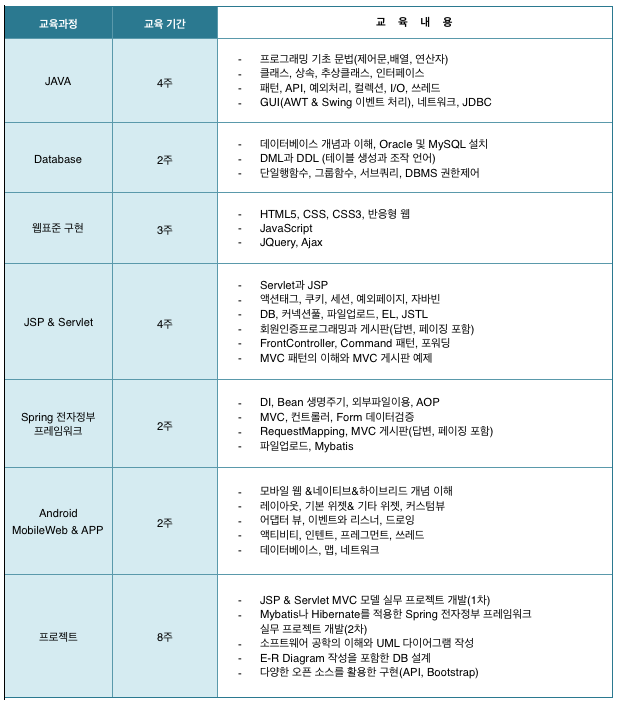 교육과정 교육 기간 교 육 내 용
JAVA 4주
- 프로그래밍 기초 문법(제어문,배열, 연산자)
- 클래스, 상속, 추상클래스, 인터페이스
- 패턴, API, 예외처리, 컬렉션, I/O, 쓰레드
- GUI(AWT & Swing 이벤트 처리), 네트워크, JDBC
Database 2주
- 데이터베이스 개념과 이해, Oracle 및 MySQL 설치
- DML과 DDL (테이블 생성과 조작 언어)
- 단일행함수, 그룹함수, 서브쿼리, DBMS 권한제어
웹표준 구현 3주
- HTML5, CSS, CSS3, 반응형 웹
- JavaScript
- JQuery, Ajax
JSP & Servlet 4주
- Servlet과 JSP
- 액션태그, 쿠키, 세션, 예외페이지, 자바빈
- DB, 커넥션풀, 파일업로드, EL, JSTL
- 회원인증프로그래밍과 게시판(답변, 페이징 포함)
- FrontController, Command 패턴, 포워딩
- MVC 패턴의 이해와 MVC 게시판 예제
Spring 전자정부
프레임워크 2주
- DI, Bean 생명주기, 외부파일이용, AOP
- MVC, 컨트롤러, Form 데이터검증
- RequestMapping, MVC 게시판(답변, 페이징 포함)
- 파일업로드, Mybatis
Android
MobileWeb & APP 2주
- 모바일 웹 &네이티브&하이브리드 개념 이해
- 레이아웃, 기본 위젯& 기타 위젯, 커스텀뷰
- 어댑터 뷰, 이벤트와 리스너, 드로잉
- 액티비티, 인텐트, 프레그먼트, 쓰레드
- 데이터베이스, 맵, 네트워크
프로젝트 8주
- JSP & Servlet MVC 모델 실무 프로젝트 개발(1차)
- Mybatis나 Hibernate를 적용한 Spring 전자정부 프레임워크
실무 프로젝트 개발(2차)
- 소프트웨어 공학의 이해와 UML 다이어그램 작성
- E-R Diagram 작성을 포함한 DB 설계
- 다양한 오픈 소스를 활용한 구현(API, Bootstrap)